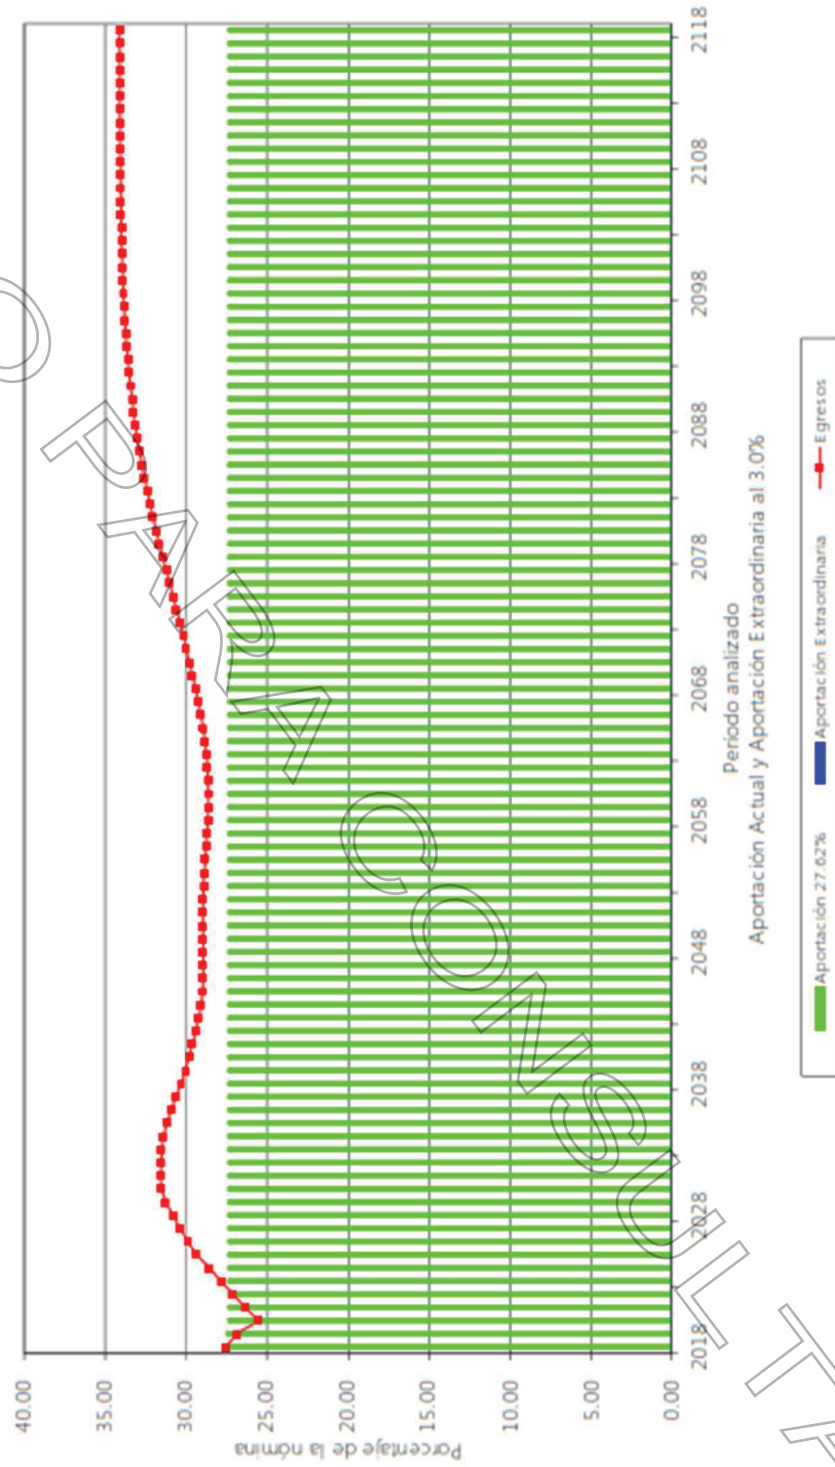 40.00
35.00
30.00
25.00
20.00
15.00
10.00
5.00
0.00
Porcentaje de la nómina
2018
2028
2038
2048
2058
2068
2078
2088
2098
2108
2118
Período analizado
Aportación Actual y Aportación Extraordinaria al 3.0%
Aportación 27.62%
Aportación Extraordinaria
Egresos
O PARA CONSULTA